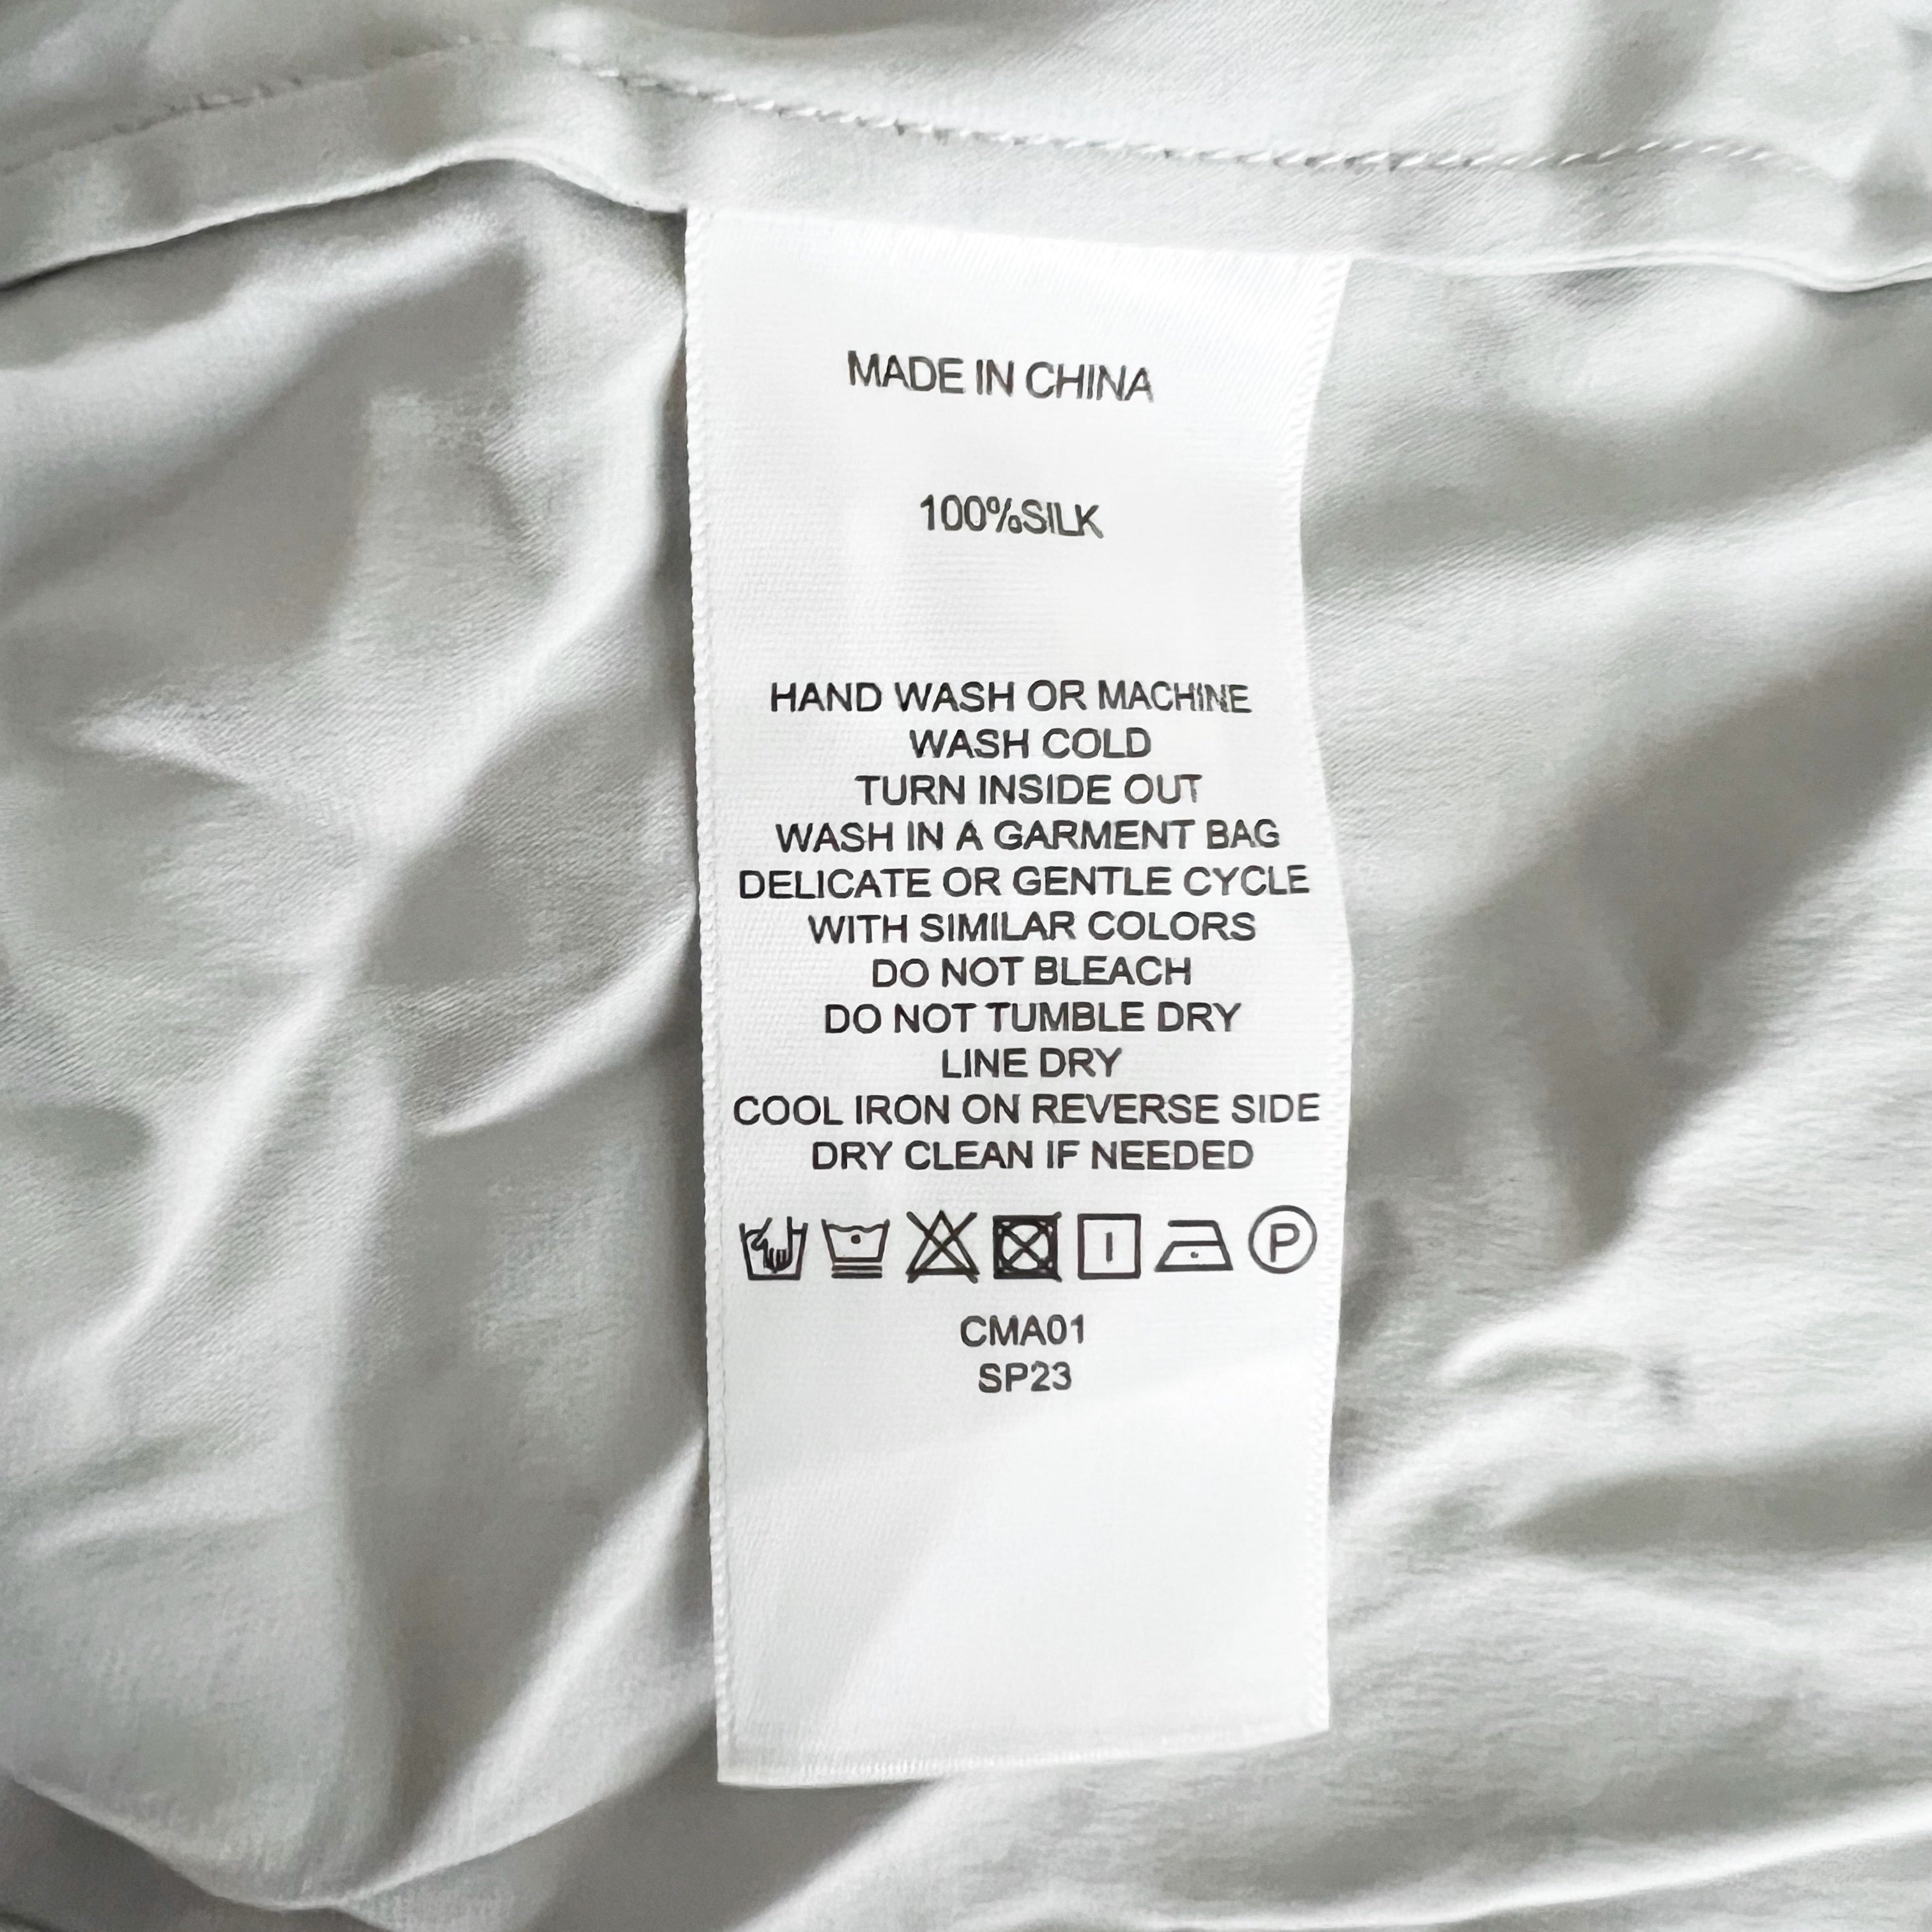 MADE IN CHINA
100%SILK
HAND WASH OR MACHINE
WASH COLD
TURN INSIDE OUT
WASH IN A GARMENT BAG
DELICATE OR GENTLE CYCLE
WITH SIMILAR COLORS
DO NOT BLEACH
DO NOT TUMBLE DRY
LINE DRY
COOL IRON ON REVERSE SIDE
DRY CLEAN IF NEEDED
P
CMA01
SP23